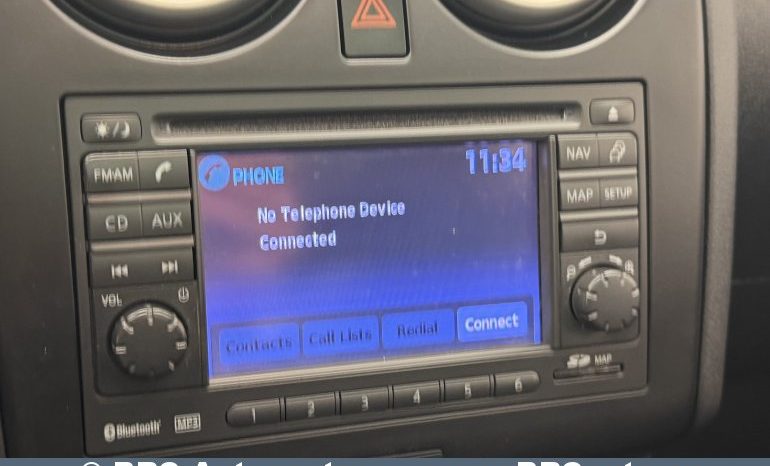 FM·AM
CD AUX
VOL
PHONE 11:34
No Telephone Device
Connected
Contacts Call Lists Redial Connect
NAV
MAP SETUP
SD MAP
1 2 3 4 5 6
Bluetooth MP3